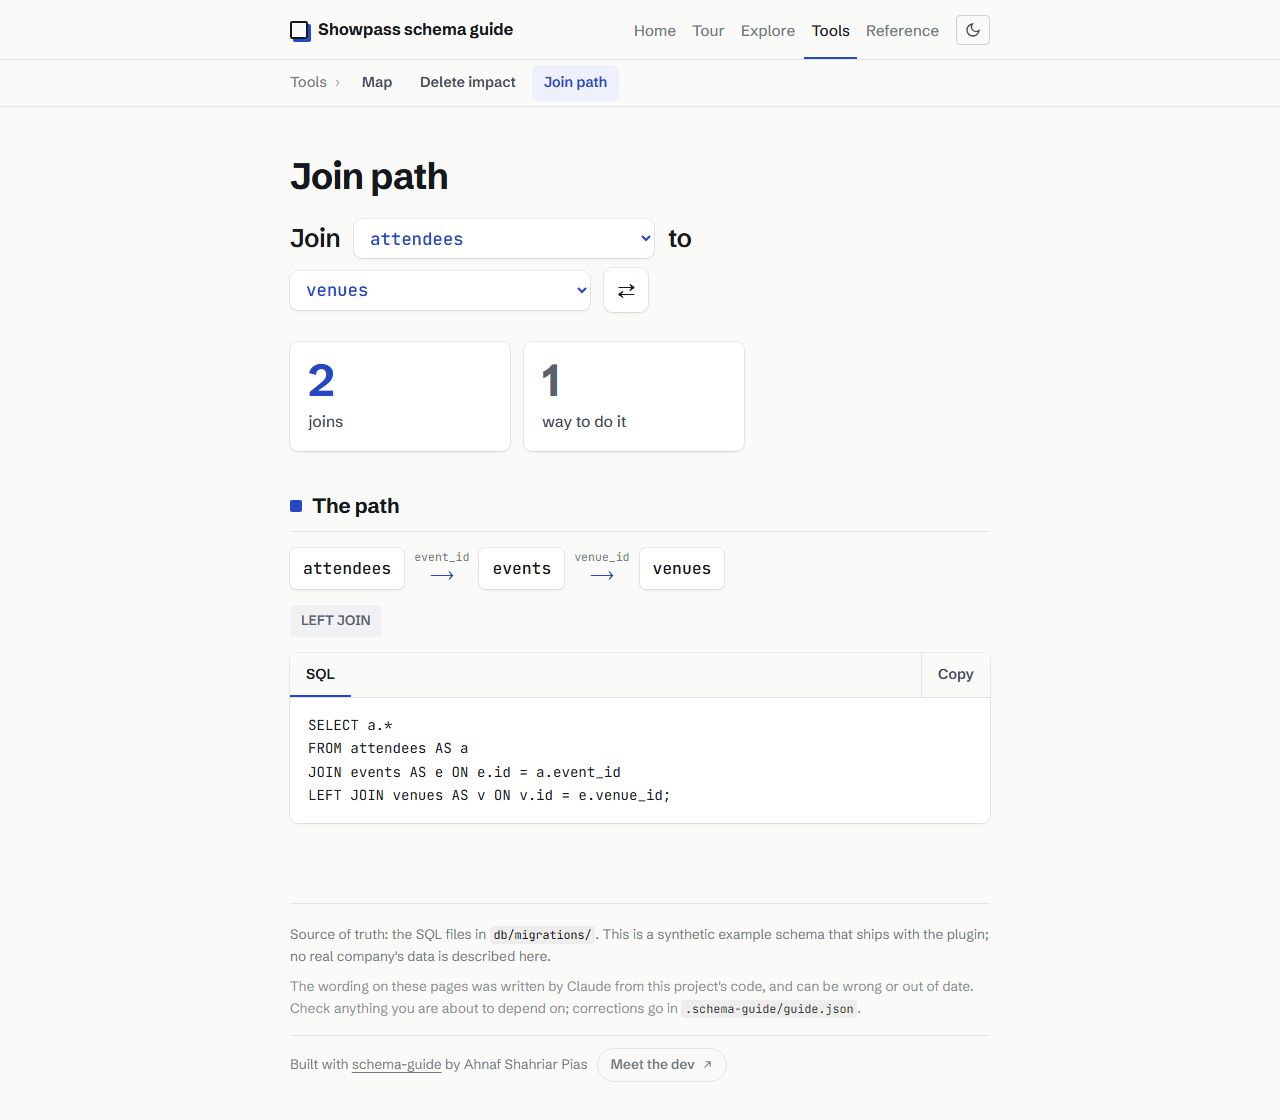 Showpass schema guide
Home Tour Explore Tools Reference
Tools › Map Delete impact Join path
Join path
Join attendees to
venues
2
joins
1
way to do it
The path
attendees event_id events venue_id venues
LEFT JOIN
SQL Copy
SELECT a.*
FROM attendees AS a
JOIN events AS e ON e.id = a.event_id
LEFT JOIN venues AS v ON v.id = e.venue_id;
Source of truth: the SQL files in db/migrations/. This is a synthetic example schema that ships with the plugin;
no real company's data is described here.
The wording on these pages was written by Claude from this project's code, and can be wrong or out of date.
Check anything you are about to depend on; corrections go in .schema-guide/guide.json.
Built with schema-guide by Ahnaf Shahriar Pias Meet the dev ↗